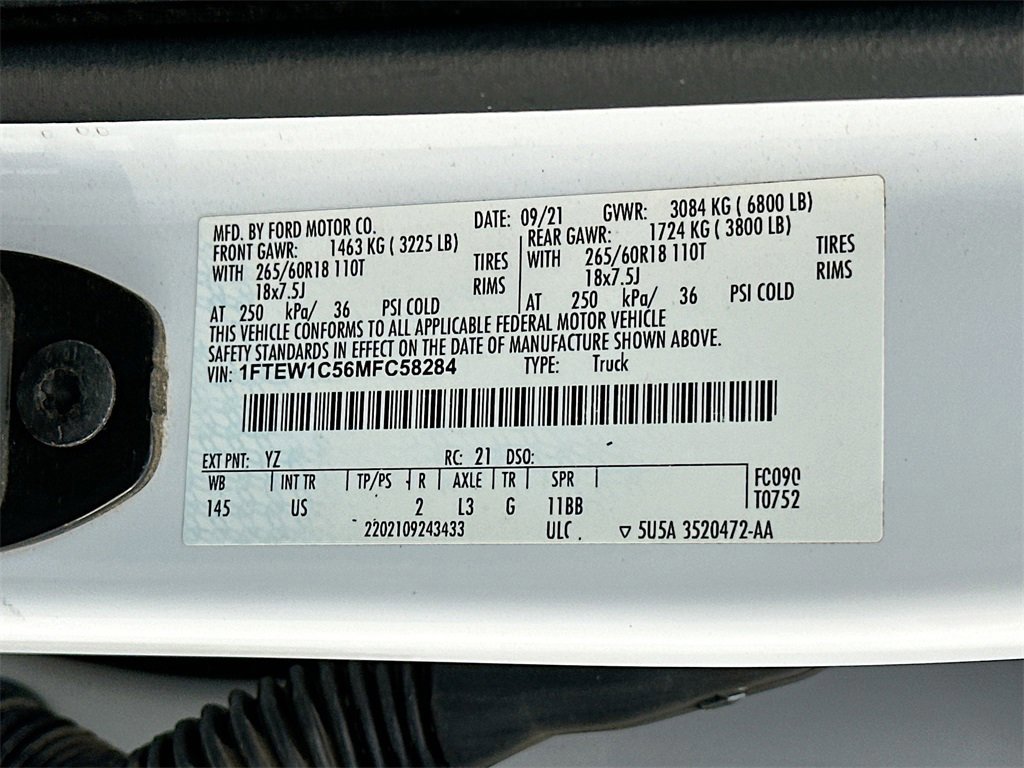 MFD. BY FORD MOTOR CO. DATE: 09/21 GVWR: 3084 KG ( 6800 LB)
FRONT GAWR: 1463 KG ( 3225 LB) REAR GAWR: 1724 KG ( 3800 LB)
WITH 265/60R18 110T TIRES WITH 265/60R18 110T TIRES
18x7.5J RIMS 18x7.5J RIMS
AT 250 kPa/ 36 PSI COLD AT 250 kPa/ 36 PSI COLD
THIS VEHICLE CONFORMS TO ALL APPLICABLE FEDERAL MOTOR VEHICLE
SAFETY STANDARDS IN EFFECT ON THE DATE OF MANUFACTURE SHOWN ABOVE.
VIN: 1FTEW1C56MFC58284 TYPE: Truck
EXT PNT: YZ RC: 21 DSO:
WB INT TR TP/PS R AXLE TR SPR FC090
145 US 2 L3 G 11BB T0752
2202109243433 ULC 5U5A 3520472-AA